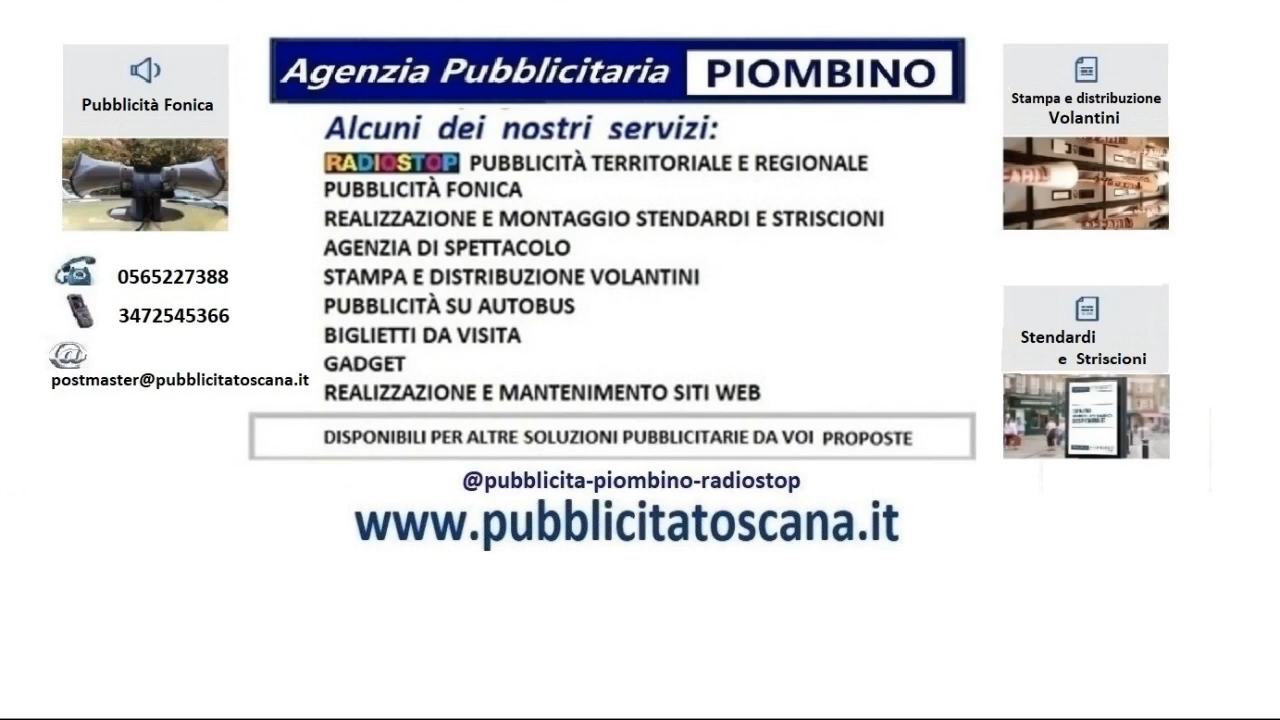 Agenzia Pubblicitaria PIOMBINO
Pubblicità Fonica
Alcuni dei nostri servizi:
RADIOSTOP PUBBLICITÀ TERRITORIALE E REGIONALE
PUBBLICITÀ FONICA
REALIZZAZIONE E MONTAGGIO STENDARDI E STRISCIONI
AGENZIA DI SPETTACOLO
STAMPA E DISTRIBUZIONE VOLANTINI
PUBBLICITÀ SU AUTOBUS
BIGLIETTI DA VISITA
GADGET
REALIZZAZIONE E MANTENIMENTO SITI WEB
DISPONIBILI PER ALTRE SOLUZIONI PUBBLICITARIE DA VOI PROPOSTE
0565227388
3472545366
postmaster@pubblicitatoscana.it
Stampa e distribuzione
Volantini
Stendardi
e Striscioni
@pubblicita-piombino-radiostop
www.pubblicitatoscana.it